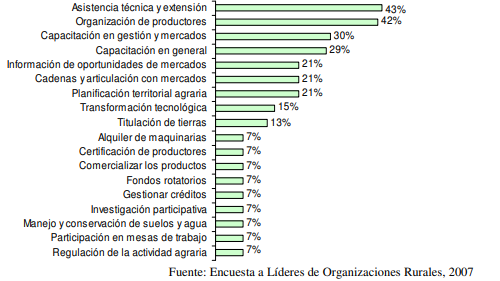 Asistencia técnica y extensión 43%
Organización de productores 42%
Capacitación en gestión y mercados 30%
Capacitación en general 29%
Información de oportunidades de mercados 21%
Cadenas y articulación con mercados 21%
Planificación territorial agraria 21%
Transformación tecnológica 15%
Titulación de tierras 13%
Alquiler de maquinarias 7%
Certificación de productores 7%
Comercializar los productos 7%
Fondos rotatorios 7%
Gestionar créditos 7%
Investigación participativa 7%
Manejo y conservación de suelos y agua 7%
Participación en mesas de trabajo 7%
Regulación de la actividad agraria 7%
Fuente: Encuesta a Líderes de Organizaciones Rurales, 2007